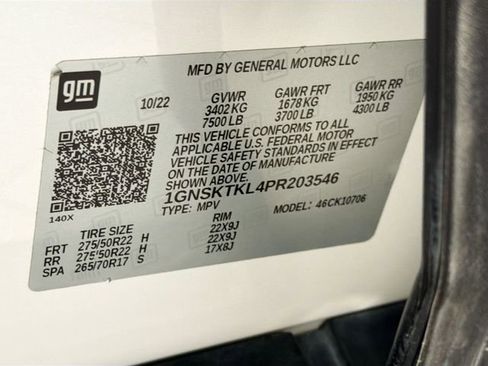 MFD BY GENERAL MOTORS LLC
gm
10/22 GVWR GAWR FRT GAWR RR
3402 KG 1678 KG 1950 KG
7500 LB 3700 LB 4300 LB
THIS VEHICLE CONFORMS TO ALL
APPLICABLE U.S. FEDERAL MOTOR
VEHICLE SAFETY STANDARDS IN EFFECT
ON THE DATE OF MANUFACTURE
SHOWN ABOVE.
1GNSKTKL4PR203546
140X TYPE: MPV MODEL: 46CK10706
TIRE SIZE RIM
FRT 275/50R22 H 22X9J
RR 275/50R22 H 22X9J
SPA 265/70R17 S 17X8J